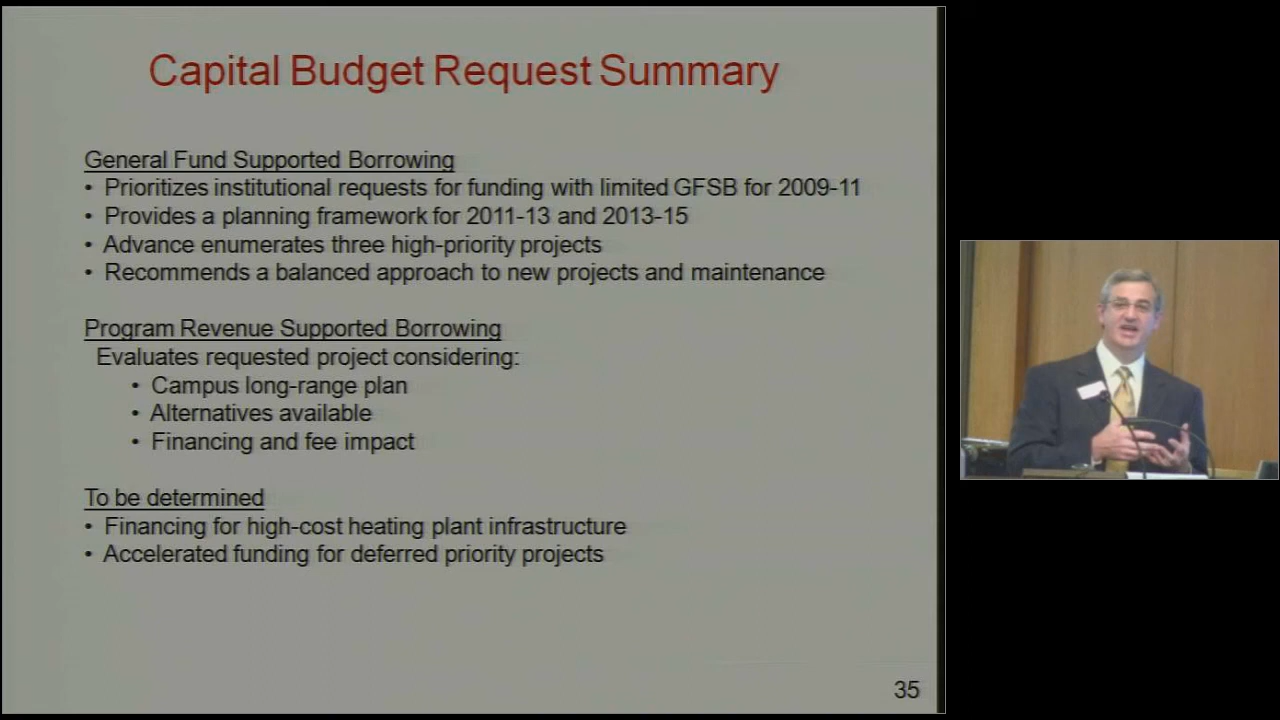 Capital Budget Request Summary
General Fund Supported Borrowing
• Prioritizes institutional requests for funding with limited GFSB for 2009-11
• Provides a planning framework for 2011-13 and 2013-15
• Advance enumerates three high-priority projects
• Recommends a balanced approach to new projects and maintenance
Program Revenue Supported Borrowing
Evaluates requested project considering:
• Campus long-range plan
• Alternatives available
• Financing and fee impact
To be determined
• Financing for high-cost heating plant infrastructure
• Accelerated funding for deferred priority projects
35